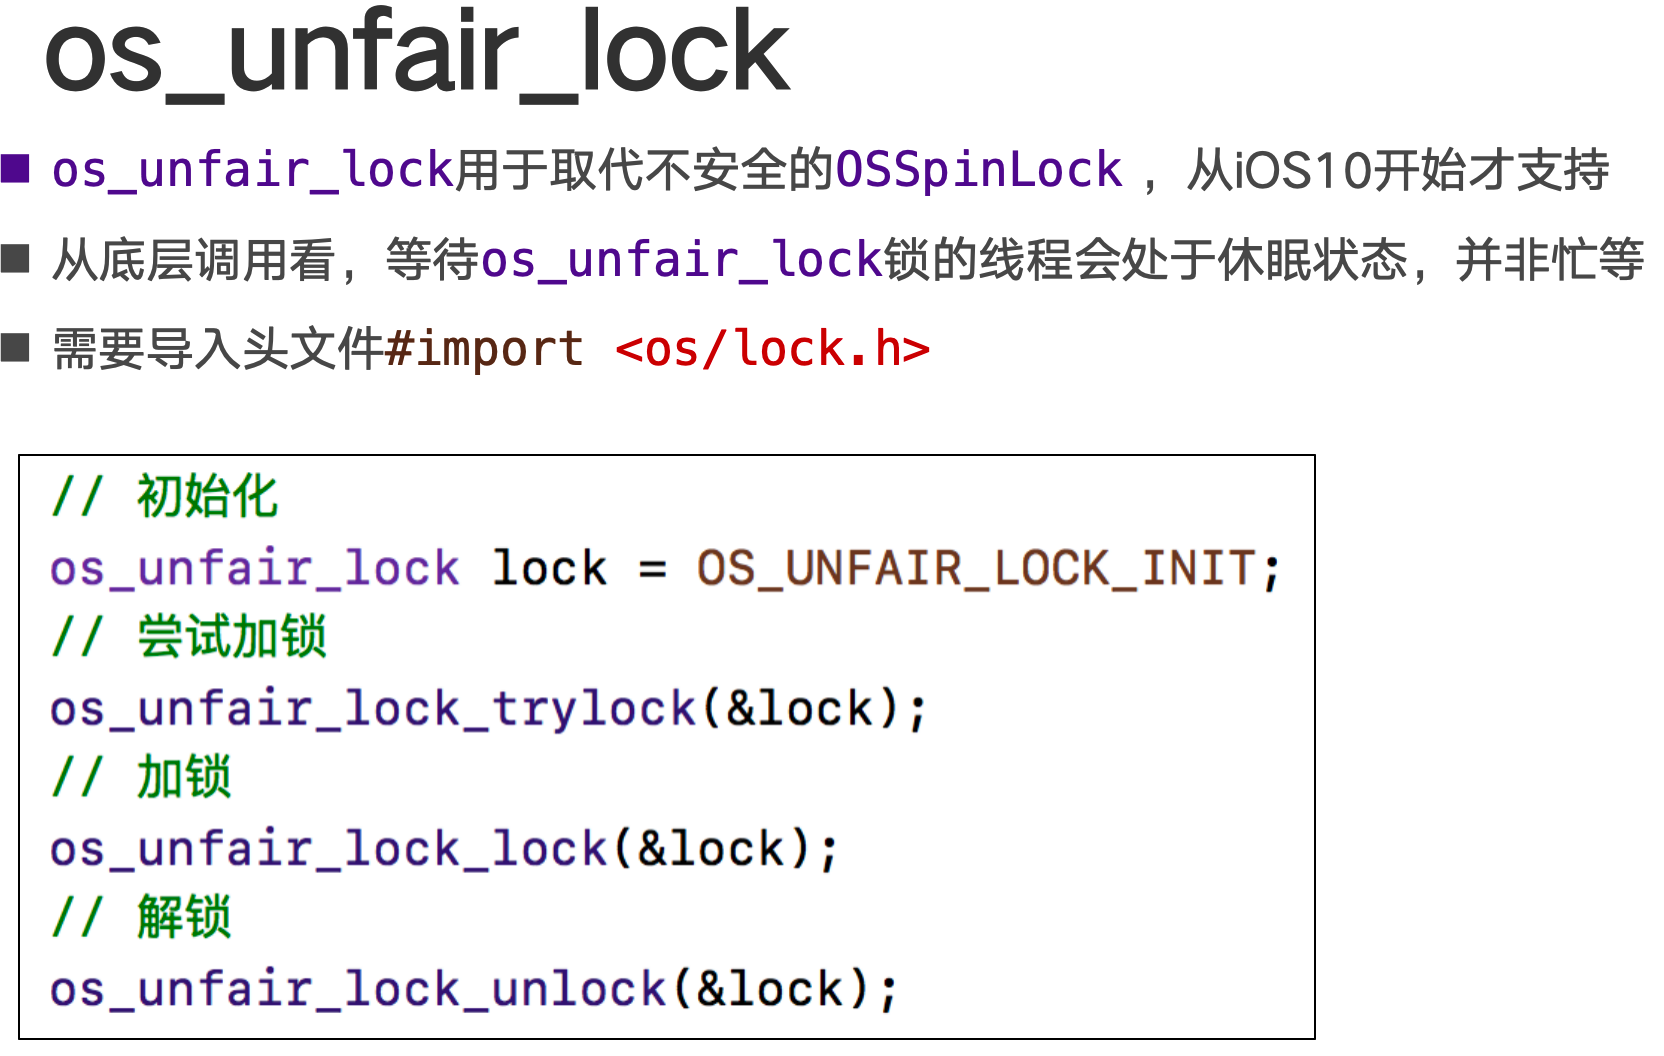 os_unfair_lock
os_unfair_lock用于取代不安全的OSSpinLock ，从iOS10开始才支持
从底层调用看，等待os_unfair_lock锁的线程会处于休眠状态，并非忙等
需要导入头文件#import <os/lock.h>
// 初始化
os_unfair_lock lock = OS_UNFAIR_LOCK_INIT;
// 尝试加锁
os_unfair_lock_trylock(&lock);
// 加锁
os_unfair_lock_lock(&lock);
// 解锁
os_unfair_lock_unlock(&lock);